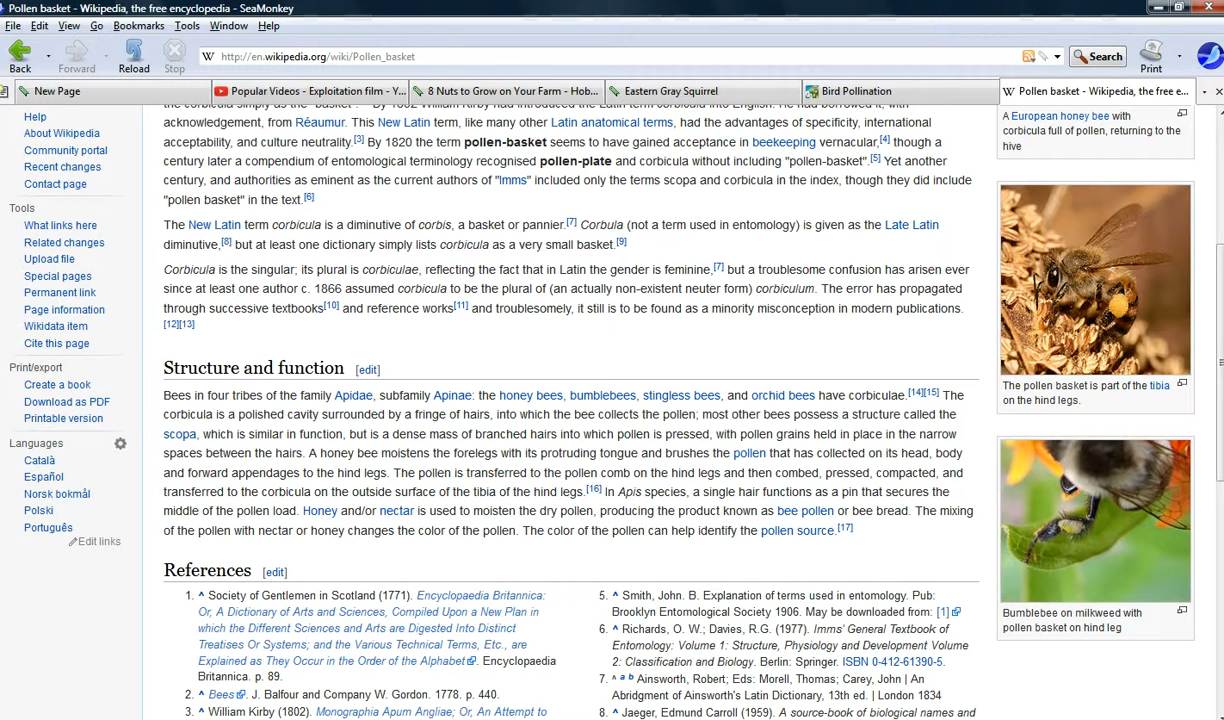 Pollen basket - Wikipedia, the free encyclopedia - SeaMonkey
File Edit View Go Bookmarks Tools Window Help
Back Forward Reload Stop W http://en.wikipedia.org/wiki/Pollen_basket Search Print
New Page Popular Videos - Exploitation film - Y... 8 Nuts to Grow on Your Farm - Hob... Eastern Gray Squirrel Bird Pollination W Pollen basket - Wikipedia, the free e...
Help
About Wikipedia
Community portal
Recent changes
Contact page
Tools
What links here
Related changes
Upload file
Special pages
Permanent link
Page information
Wikidata item
Cite this page
Print/export
Create a book
Download as PDF
Printable version
Languages
Català
Español
Norsk bokmål
Polski
Português
Edit links
acknowledgement, from Réaumur. This New Latin term, like many other Latin anatomical terms, had the advantages of specificity, international
acceptability, and culture neutrality.[3] By 1820 the term pollen-basket seems to have gained acceptance in beekeeping vernacular,[4] though a
century later a compendium of entomological terminology recognised pollen-plate and corbicula without including "pollen-basket".[5] Yet another
century, and authorities as eminent as the current authors of "Imms" included only the terms scopa and corbicula in the index, though they did include
"pollen basket" in the text.[6]
The New Latin term corbicula is a diminutive of corbis, a basket or pannier.[7] Corbula (not a term used in entomology) is given as the Late Latin
diminutive,[8] but at least one dictionary simply lists corbicula as a very small basket.[9]
Corbicula is the singular; its plural is corbiculae, reflecting the fact that in Latin the gender is feminine,[7] but a troublesome confusion has arisen ever
since at least one author c. 1866 assumed corbicula to be the plural of (an actually non-existent neuter form) corbiculum. The error has propagated
through successive textbooks[10] and reference works[11] and troublesomely, it still is to be found as a minority misconception in modern publications.
[12][13]
Structure and function [edit]
Bees in four tribes of the family Apidae, subfamily Apinae: the honey bees, bumblebees, stingless bees, and orchid bees have corbiculae.[14][15] The
corbicula is a polished cavity surrounded by a fringe of hairs, into which the bee collects the pollen; most other bees possess a structure called the
scopa, which is similar in function, but is a dense mass of branched hairs into which pollen is pressed, with pollen grains held in place in the narrow
spaces between the hairs. A honey bee moistens the forelegs with its protruding tongue and brushes the pollen that has collected on its head, body
and forward appendages to the hind legs. The pollen is transferred to the pollen comb on the hind legs and then combed, pressed, compacted, and
transferred to the corbicula on the outside surface of the tibia of the hind legs.[16] In Apis species, a single hair functions as a pin that secures the
middle of the pollen load. Honey and/or nectar is used to moisten the dry pollen, producing the product known as bee pollen or bee bread. The mixing
of the pollen with nectar or honey changes the color of the pollen. The color of the pollen can help identify the pollen source.[17]
References [edit]
1. ^ Society of Gentlemen in Scotland (1771). Encyclopaedia Britannica:
Or, A Dictionary of Arts and Sciences, Compiled Upon a New Plan in
which the Different Sciences and Arts are Digested Into Distinct
Treatises Or Systems; and the Various Technical Terms, Etc., are
Explained as They Occur in the Order of the Alphabet. Encyclopaedia
Britannica. p. 89.
2. ^ Bees. J. Balfour and Company W. Gordon. 1778. p. 440.
3. ^ William Kirby (1802). Monographia Apum Angliae; Or, An Attempt to
5. ^ Smith, John. B. Explanation of terms used in entomology. Pub:
Brooklyn Entomological Society 1906. May be downloaded from: [1]
6. ^ Richards, O. W.; Davies, R.G. (1977). Imms' General Textbook of
Entomology: Volume 1: Structure, Physiology and Development Volume
2: Classification and Biology. Berlin: Springer. ISBN 0-412-61390-5.
7. ^ a b Ainsworth, Robert; Eds: Morell, Thomas; Carey, John | An
Abridgment of Ainsworth's Latin Dictionary, 13th ed. | London 1834
8. ^ Jaeger, Edmund Carroll (1959). A source-book of biological names and
A European honey bee with
corbicula full of pollen, returning to the
hive
The pollen basket is part of the tibia
on the hind legs.
Bumblebee on milkweed with
pollen basket on hind leg